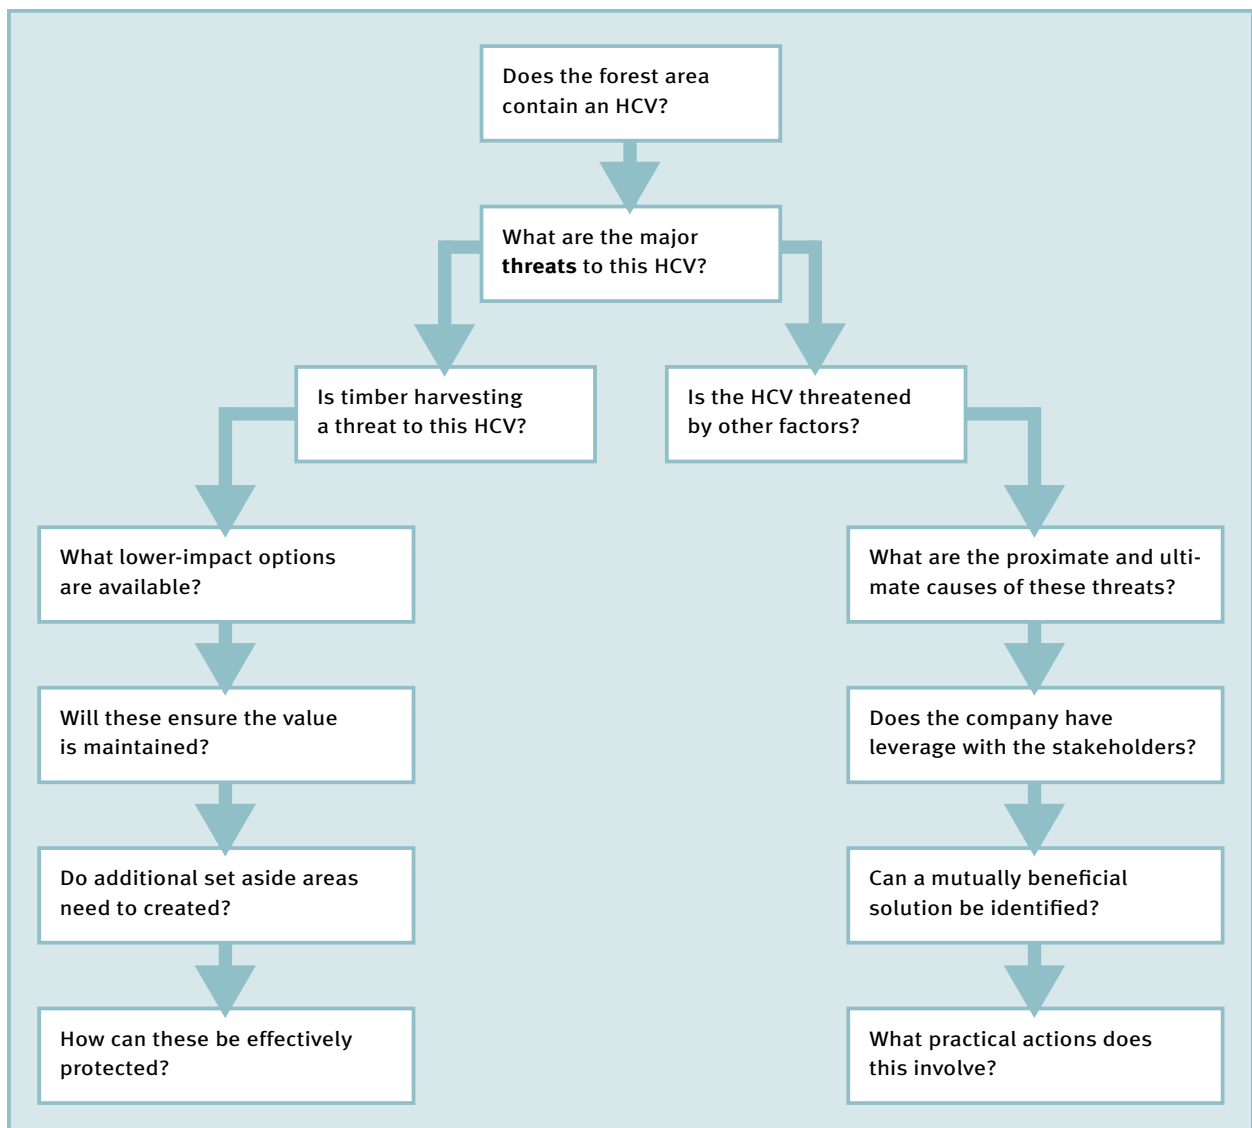 Does the forest area
contain an HCV?
What are the major
threats to this HCV?
Is timber harvesting
a threat to this HCV?
Is the HCV threatened
by other factors?
What lower-impact options
are available?
What are the proximate and ulti-
mate causes of these threats?
Will these ensure the value
is maintained?
Does the company have
leverage with the stakeholders?
Do additional set aside areas
need to created?
Can a mutually beneficial
solution be identified?
How can these be effectively
protected?
What practical actions does
this involve?